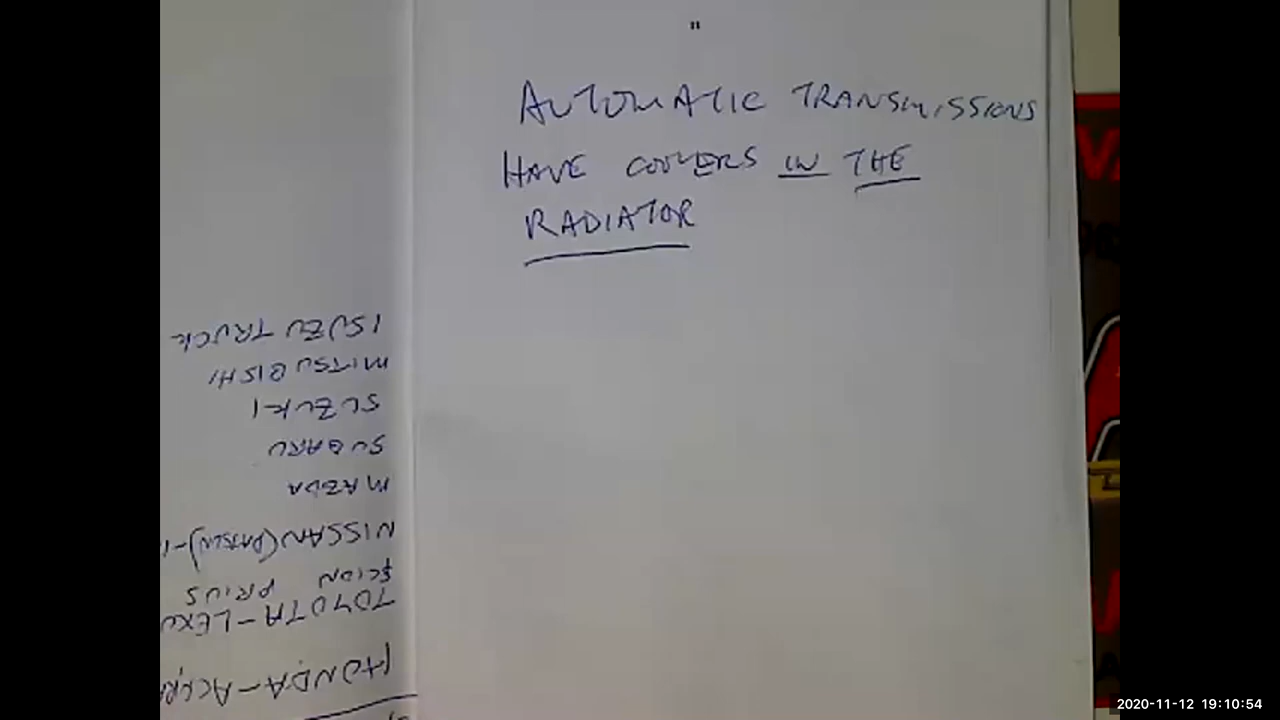 "
AUTOMATIC TRANSMISSIONS
HAVE COOLERS IN THE
RADIATOR
HONDA-ACURA
TOYOTA-LEXU
SCION PRIUS
NISSAN (DATSUN)-I
MAZDA
SUBARU
SUZUKI
MITSUBISHI
ISUZU TRUCK
2020-11-12 19:10:54